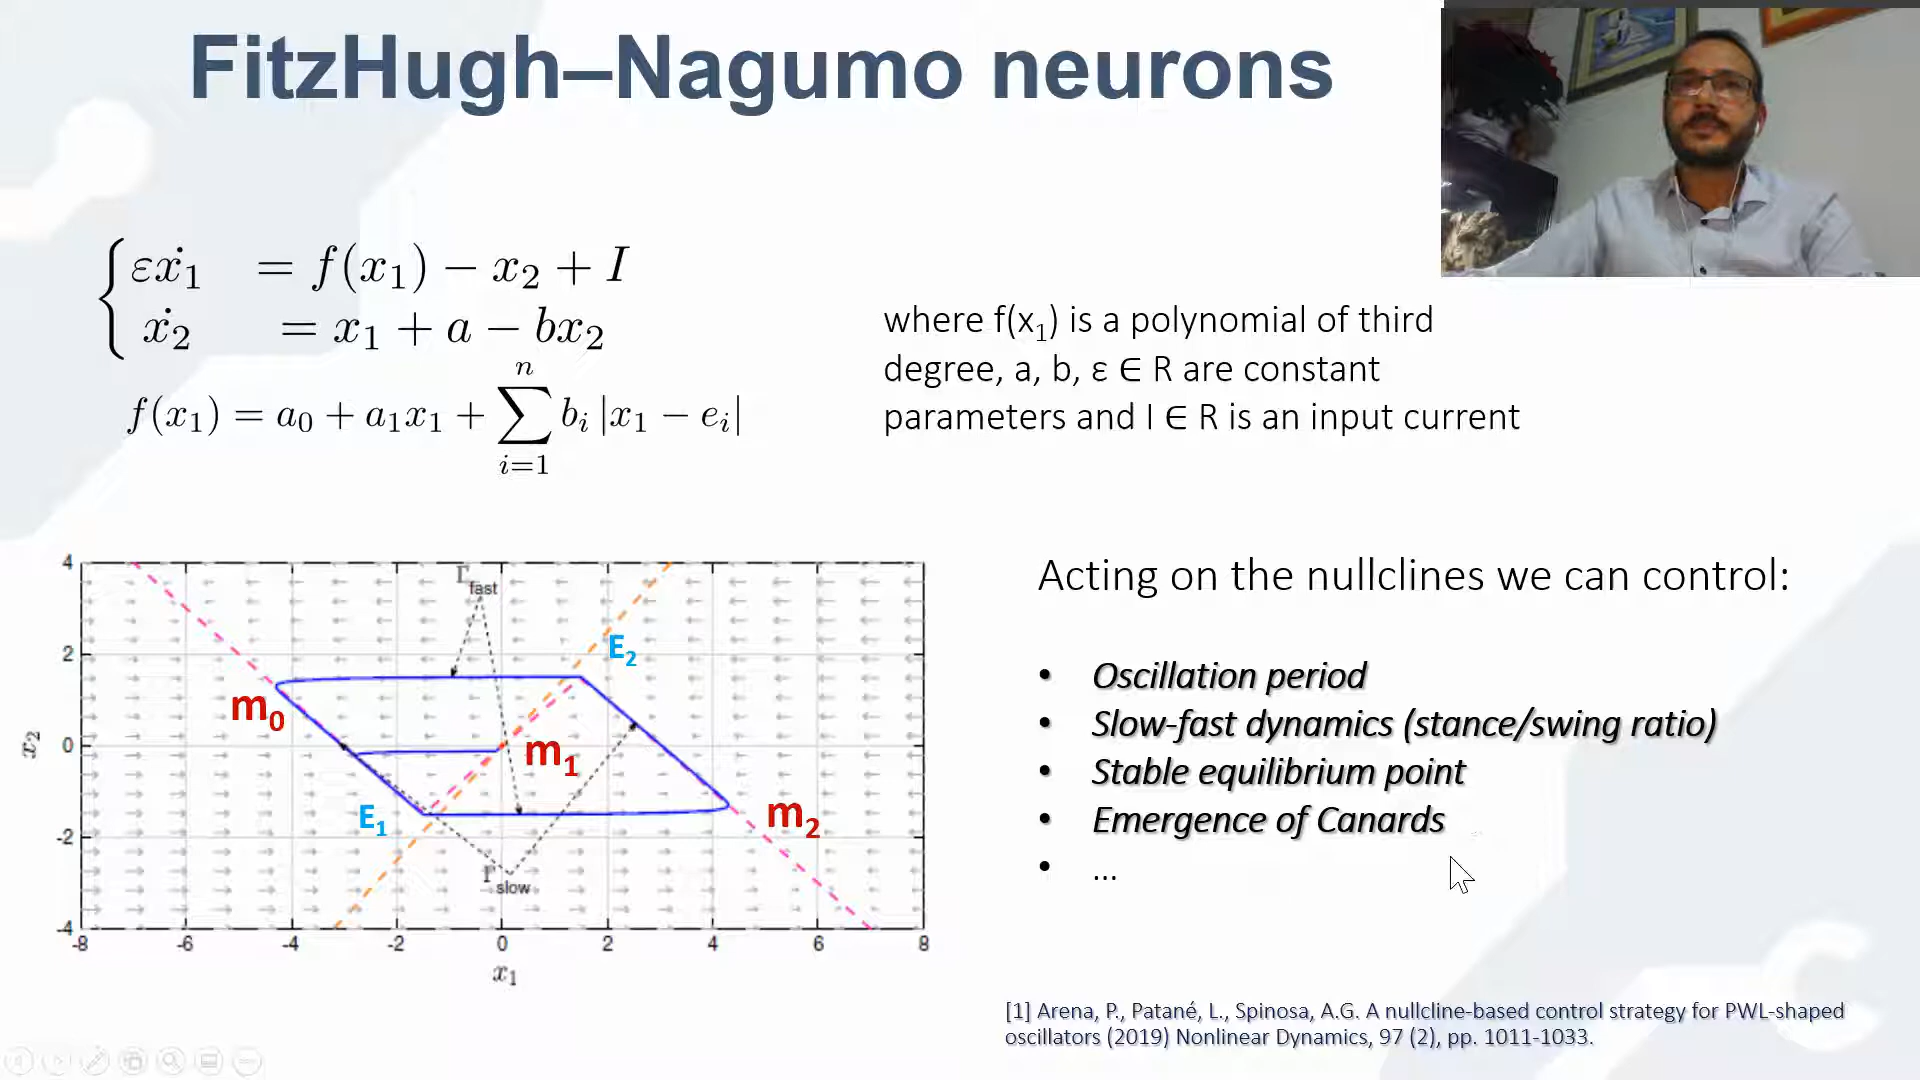 FitzHugh–Nagumo neurons
εẋ₁ = f(x₁) − x₂ + I
ẋ₂ = x₁ + a − bx₂
f(x₁) = a₀ + a₁x₁ + ∑ⁿᵢ₌₁ bᵢ |x₁ − eᵢ|
where f(x₁) is a polynomial of third
degree, a, b, ε ∈ R are constant
parameters and I ∈ R is an input current
4
2
0
-2
-4
x₂
Γfast
E₂
m₀
m₁
E₁
m₂
Γslow
-8 -6 -4 -2 0 2 4 6 8
x₁
Acting on the nullclines we can control:
• Oscillation period
• Slow-fast dynamics (stance/swing ratio)
• Stable equilibrium point
• Emergence of Canards
• ...
[1] Arena, P., Patané, L., Spinosa, A.G. A nullcline-based control strategy for PWL-shaped
oscillators (2019) Nonlinear Dynamics, 97 (2), pp. 1011-1033.